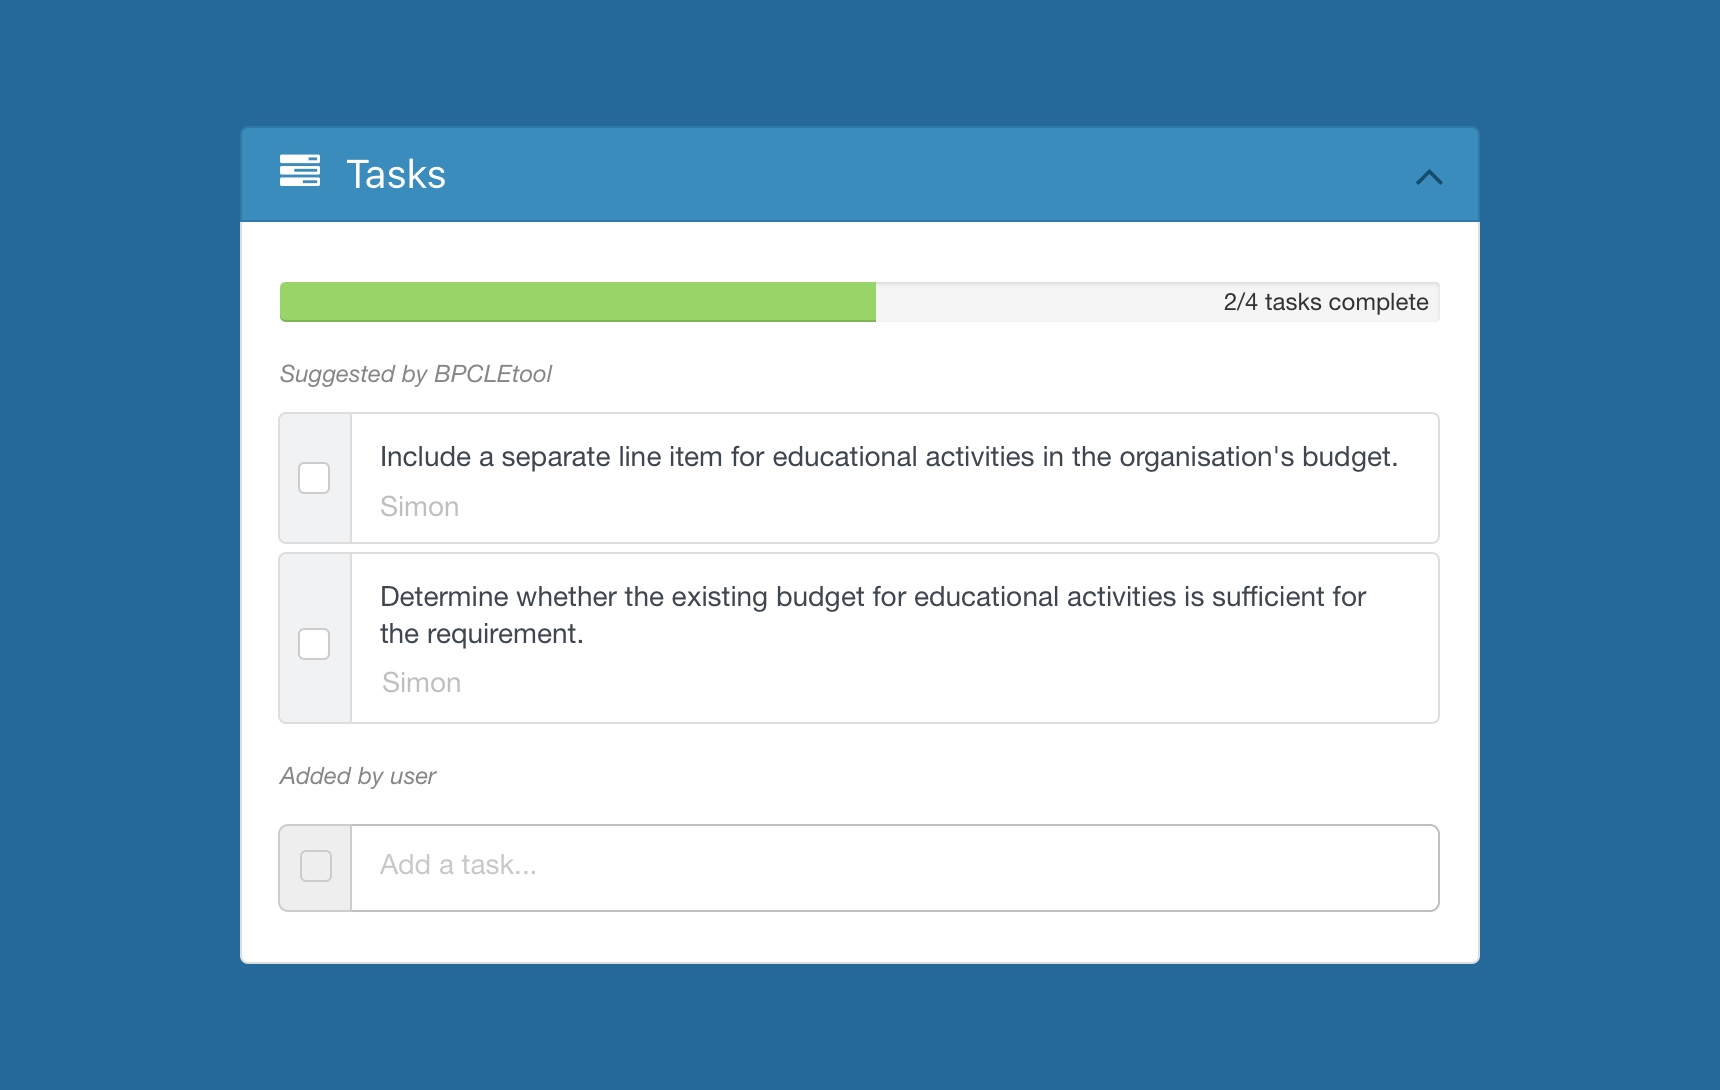 Tasks
2/4 tasks complete
Suggested by BPCLEtool
Include a separate line item for educational activities in the organisation's budget.
Simon
Determine whether the existing budget for educational activities is sufficient for
the requirement.
Simon
Added by user
Add a task...